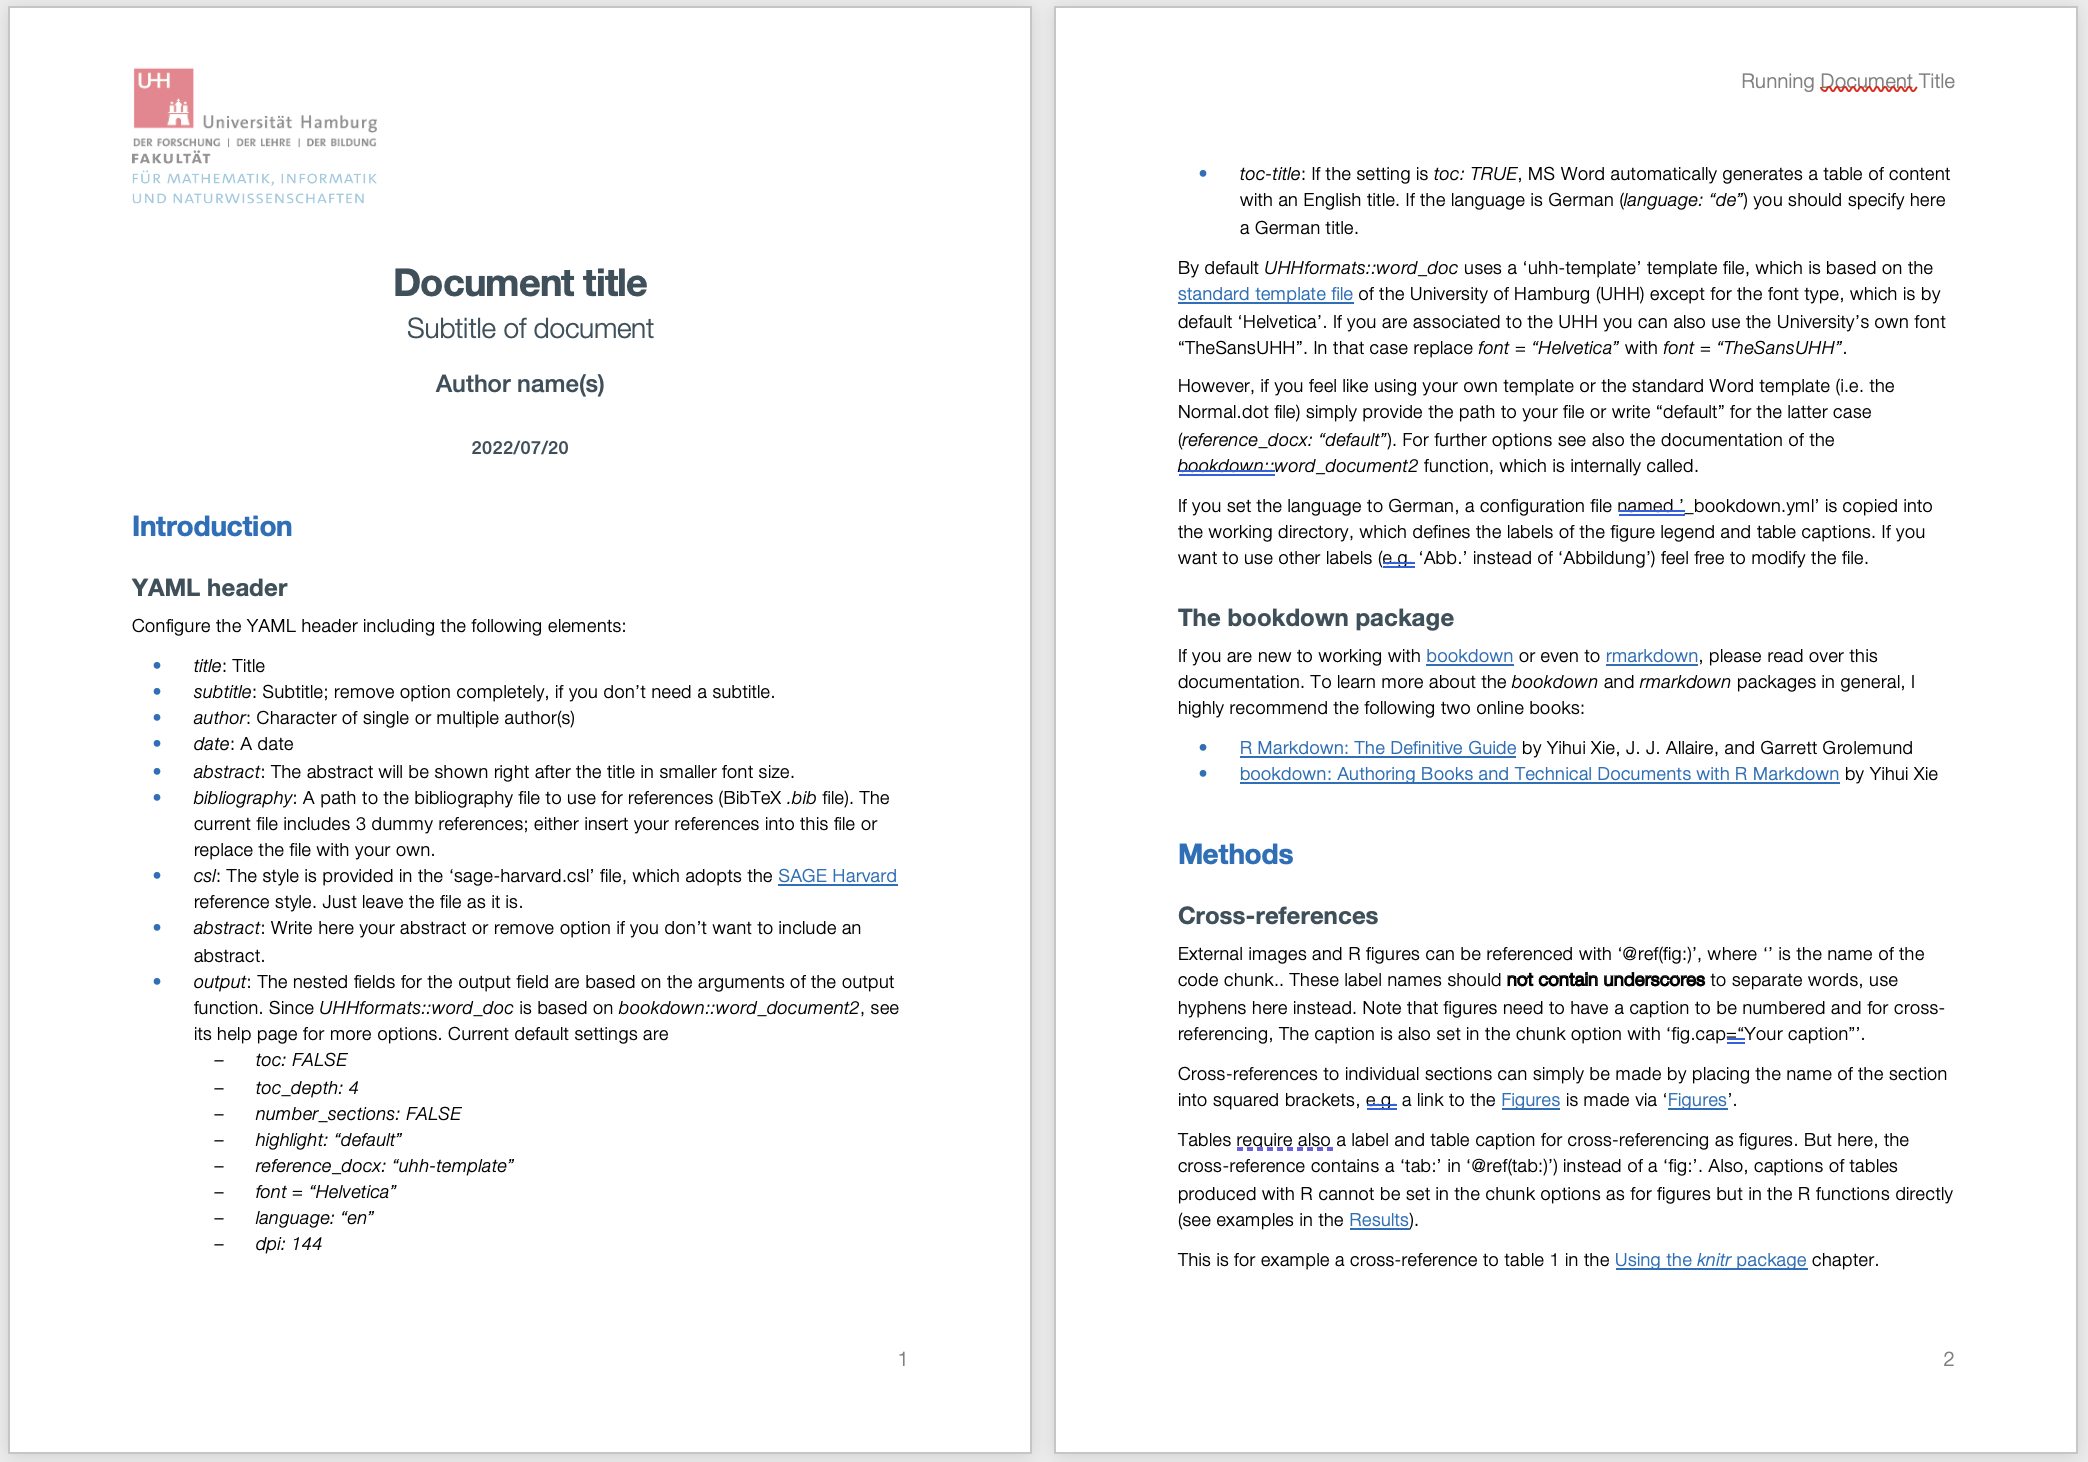 UHH
Universität Hamburg
DER FORSCHUNG | DER LEHRE | DER BILDUNG
FAKULTÄT
FÜR MATHEMATIK, INFORMATIK
UND NATURWISSENSCHAFTEN
Document title
Subtitle of document
Author name(s)
2022/07/20
Introduction
YAML header
Configure the YAML header including the following elements:
• title: Title
• subtitle: Subtitle; remove option completely, if you don’t need a subtitle.
• author: Character of single or multiple author(s)
• date: A date
• abstract: The abstract will be shown right after the title in smaller font size.
• bibliography: A path to the bibliography file to use for references (BibTeX .bib file). The
current file includes 3 dummy references; either insert your references into this file or
replace the file with your own.
• csl: The style is provided in the ‘sage-harvard.csl’ file, which adopts the SAGE Harvard
reference style. Just leave the file as it is.
• abstract: Write here your abstract or remove option if you don’t want to include an
abstract.
• output: The nested fields for the output field are based on the arguments of the output
function. Since UHHformats::word_doc is based on bookdown::word_document2, see
its help page for more options. Current default settings are
– toc: FALSE
– toc_depth: 4
– number_sections: FALSE
– highlight: “default”
– reference_docx: “uhh-template”
– font = “Helvetica”
– language: “en”
– dpi: 144
1
Running Document Title
• toc-title: If the setting is toc: TRUE, MS Word automatically generates a table of content
with an English title. If the language is German (language: “de”) you should specify here
a German title.
By default UHHformats::word_doc uses a ‘uhh-template’ template file, which is based on the
standard template file of the University of Hamburg (UHH) except for the font type, which is by
default ‘Helvetica’. If you are associated to the UHH you can also use the University’s own font
“TheSansUHH”. In that case replace font = “Helvetica” with font = “TheSansUHH”.
However, if you feel like using your own template or the standard Word template (i.e. the
Normal.dot file) simply provide the path to your file or write “default” for the latter case
(reference_docx: “default”). For further options see also the documentation of the
bookdown::word_document2 function, which is internally called.
If you set the language to German, a configuration file named ’_bookdown.yml’ is copied into
the working directory, which defines the labels of the figure legend and table captions. If you
want to use other labels (e.g. ‘Abb.’ instead of ‘Abbildung’) feel free to modify the file.
The bookdown package
If you are new to working with bookdown or even to rmarkdown, please read over this
documentation. To learn more about the bookdown and rmarkdown packages in general, I
highly recommend the following two online books:
• R Markdown: The Definitive Guide by Yihui Xie, J. J. Allaire, and Garrett Grolemund
• bookdown: Authoring Books and Technical Documents with R Markdown by Yihui Xie
Methods
Cross-references
External images and R figures can be referenced with ‘@ref(fig:)’, where ‘’ is the name of the
code chunk.. These label names should not contain underscores to separate words, use
hyphens here instead. Note that figures need to have a caption to be numbered and for cross-
referencing, The caption is also set in the chunk option with ‘fig.cap=“Your caption”’.
Cross-references to individual sections can simply be made by placing the name of the section
into squared brackets, e.g. a link to the Figures is made via ‘Figures’.
Tables require also a label and table caption for cross-referencing as figures. But here, the
cross-reference contains a ‘tab:’ in ‘@ref(tab:)’) instead of a ‘fig:’. Also, captions of tables
produced with R cannot be set in the chunk options as for figures but in the R functions directly
(see examples in the Results).
This is for example a cross-reference to table 1 in the Using the knitr package chapter.
2